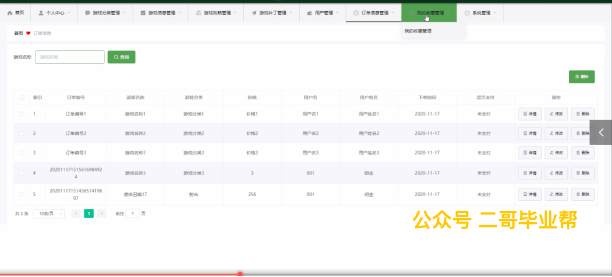 首页 个人中心 游戏分类管理 游戏信息管理 游戏攻略管理 游戏补丁管理 用户管理 订单信息管理 我的收藏管理 系统管理
我的收藏管理
首页 订单信息
游戏名称 游戏名称 查询
删除
索引 订单编号 游戏名称 游戏分类 价格 用户名 用户姓名 下单时间 是否支付 操作
1 订单编号1 游戏名称1 游戏分类1 价格1 用户名1 用户姓名1 2020-11-17 未支付 详情 修改 删除
2 订单编号2 游戏名称2 游戏分类2 价格2 用户名2 用户姓名2 2020-11-17 未支付 详情 修改 删除
3 订单编号3 游戏名称3 游戏分类3 价格3 用户名3 用户姓名3 2020-11-17 未支付 详情 修改 删除
4 游戏名称3 游戏分类3 3 001 2020-11-17 未支付 详情 修改 删除
5 使命召唤17 射击 256 001 2020-11-17 未支付 详情 修改 删除
共 5 条 10条/页 1 前往 1 页
公众号 二哥毕业帮